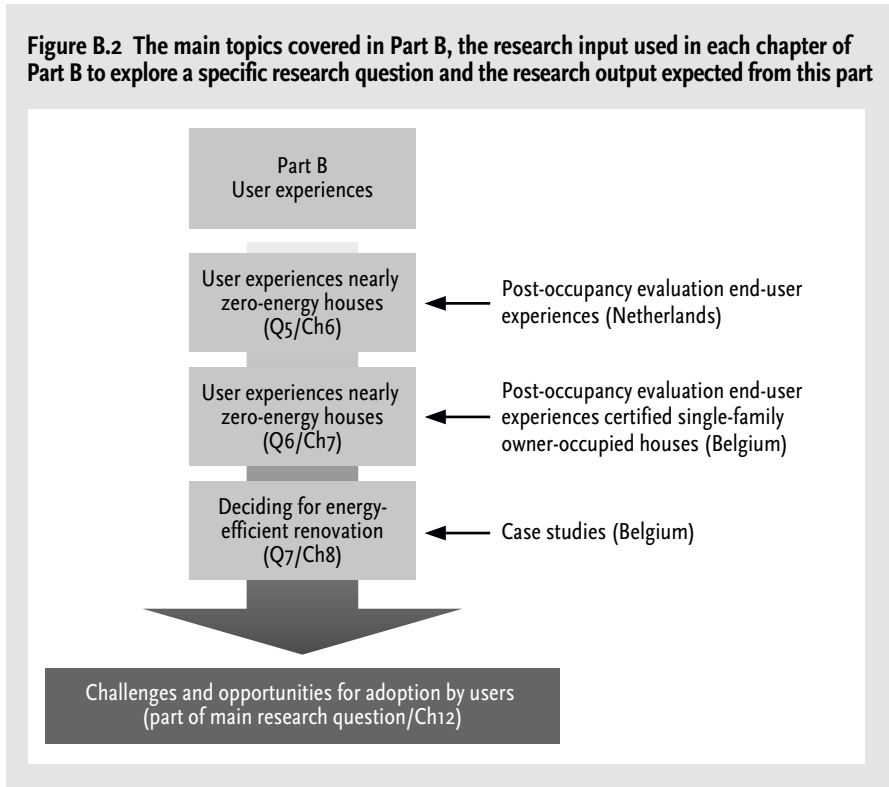 Figure B.2 The main topics covered in Part B, the research input used in each chapter of
Part B to explore a specific research question and the research output expected from this part
Part B
User experiences
User experiences nearly
zero-energy houses
(Q5/Ch6)
Post-occupancy evaluation end-user
experiences (Netherlands)
User experiences nearly
zero-energy houses
(Q6/Ch7)
Post-occupancy evaluation end-user
experiences certified single-family
owner-occupied houses (Belgium)
Deciding for energy-
efficient renovation
(Q7/Ch8)
Case studies (Belgium)
Challenges and opportunities for adoption by users
(part of main research question/Ch12)